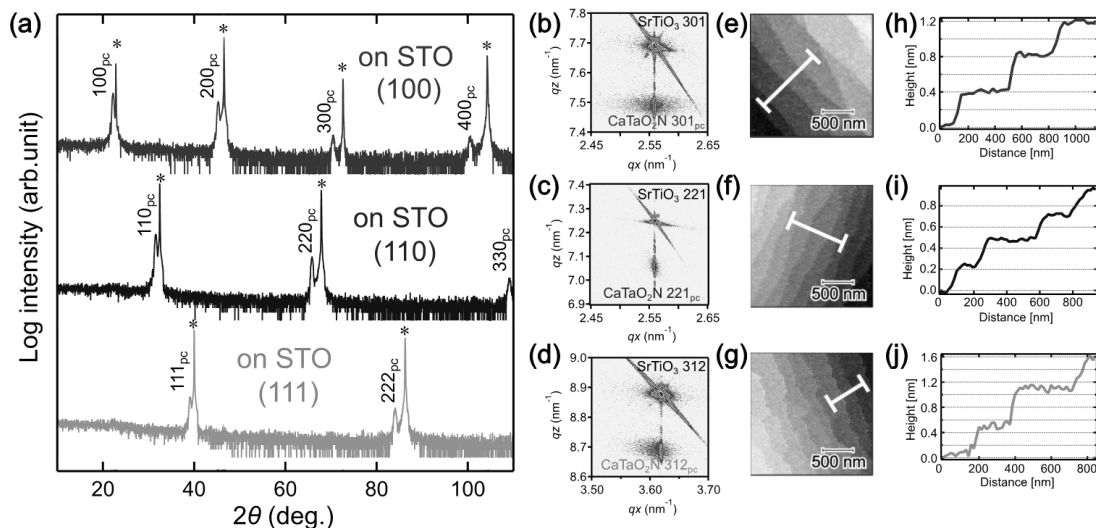 (a)
Log intensity (arb.unit)
100pc
*
200pc
*
on STO
(100)
300pc
*
400pc
*
110pc
*
on STO
(110)
220pc
*
330pc
111pc
*
on STO
(111)
222pc
*
20
40
60
80
100
2θ (deg.)
(b)
SrTiO3 301
7.8
7.7
7.6
7.5
7.4
qz (nm-1)
CaTaO2N 301pc
2.45
2.55
2.65
qx (nm-1)
(c)
SrTiO3 221
7.4
7.3
7.2
7.1
7.0
6.9
qz (nm-1)
CaTaO2N 221pc
2.45
2.55
2.65
qx (nm-1)
(d)
SrTiO3 312
9.0
8.9
8.8
8.7
8.6
qz (nm-1)
CaTaO2N 312pc
3.50
3.60
3.70
qx (nm-1)
(e)
500 nm
(f)
500 nm
(g)
500 nm
(h)
1.2
0.8
0.4
0.0
Height [nm]
0
200
400
600
800
1000
Distance [nm]
(i)
0.8
0.6
0.4
0.2
0.0
Height [nm]
0
200
400
600
800
Distance [nm]
(j)
1.6
1.2
0.8
0.4
0.0
Height [nm]
0
200
400
600
800
Distance [nm]